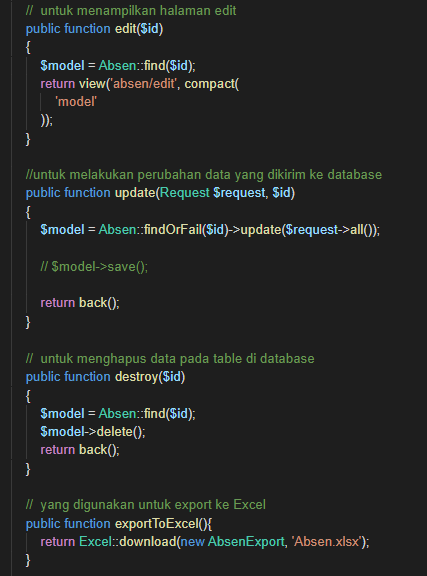 //  untuk menampilkan halaman edit
public function edit($id)
{
$model = Absen::find($id);
return view('absen/edit', compact(
'model'
));
}
//untuk melakukan perubahan data yang dikirim ke database
public function update(Request $request, $id)
{
$model = Absen::findOrFail($id)->update($request->all());
// $model->save();
return back();
}
//  untuk menghapus data pada table di database
public function destroy($id)
{
$model = Absen::find($id);
$model->delete();
return back();
}
//  yang digunakan untuk export ke Excel
public function exportToExcel(){
return Excel::download(new AbsenExport, 'Absen.xlsx');
}